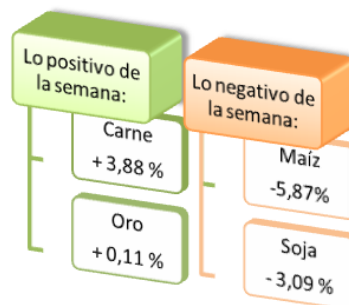 Lo positivo de
la semana:
Carne
+ 3,88 %
Oro
+ 0,11 %
Lo negativo de
la semana:
Maíz
-5,87%
Soja
- 3,09 %